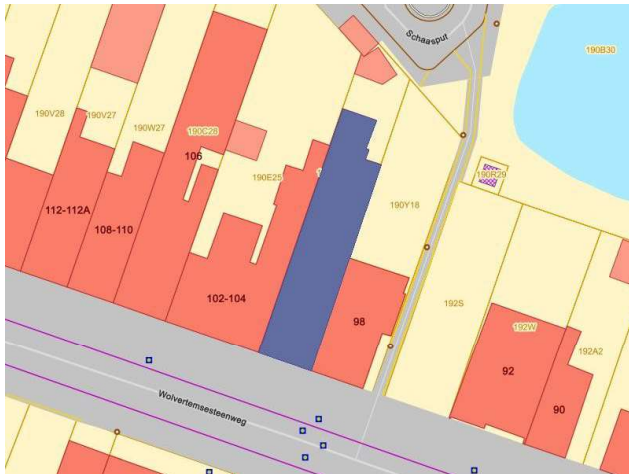 Schaapsput
190B30
190V28
190V27
190W27
190C28
106
190E25
190R29
190Y18
112-112A
108-110
102-104
98
192S
192W
192A2
92
90
Wolvertemsesteenweg